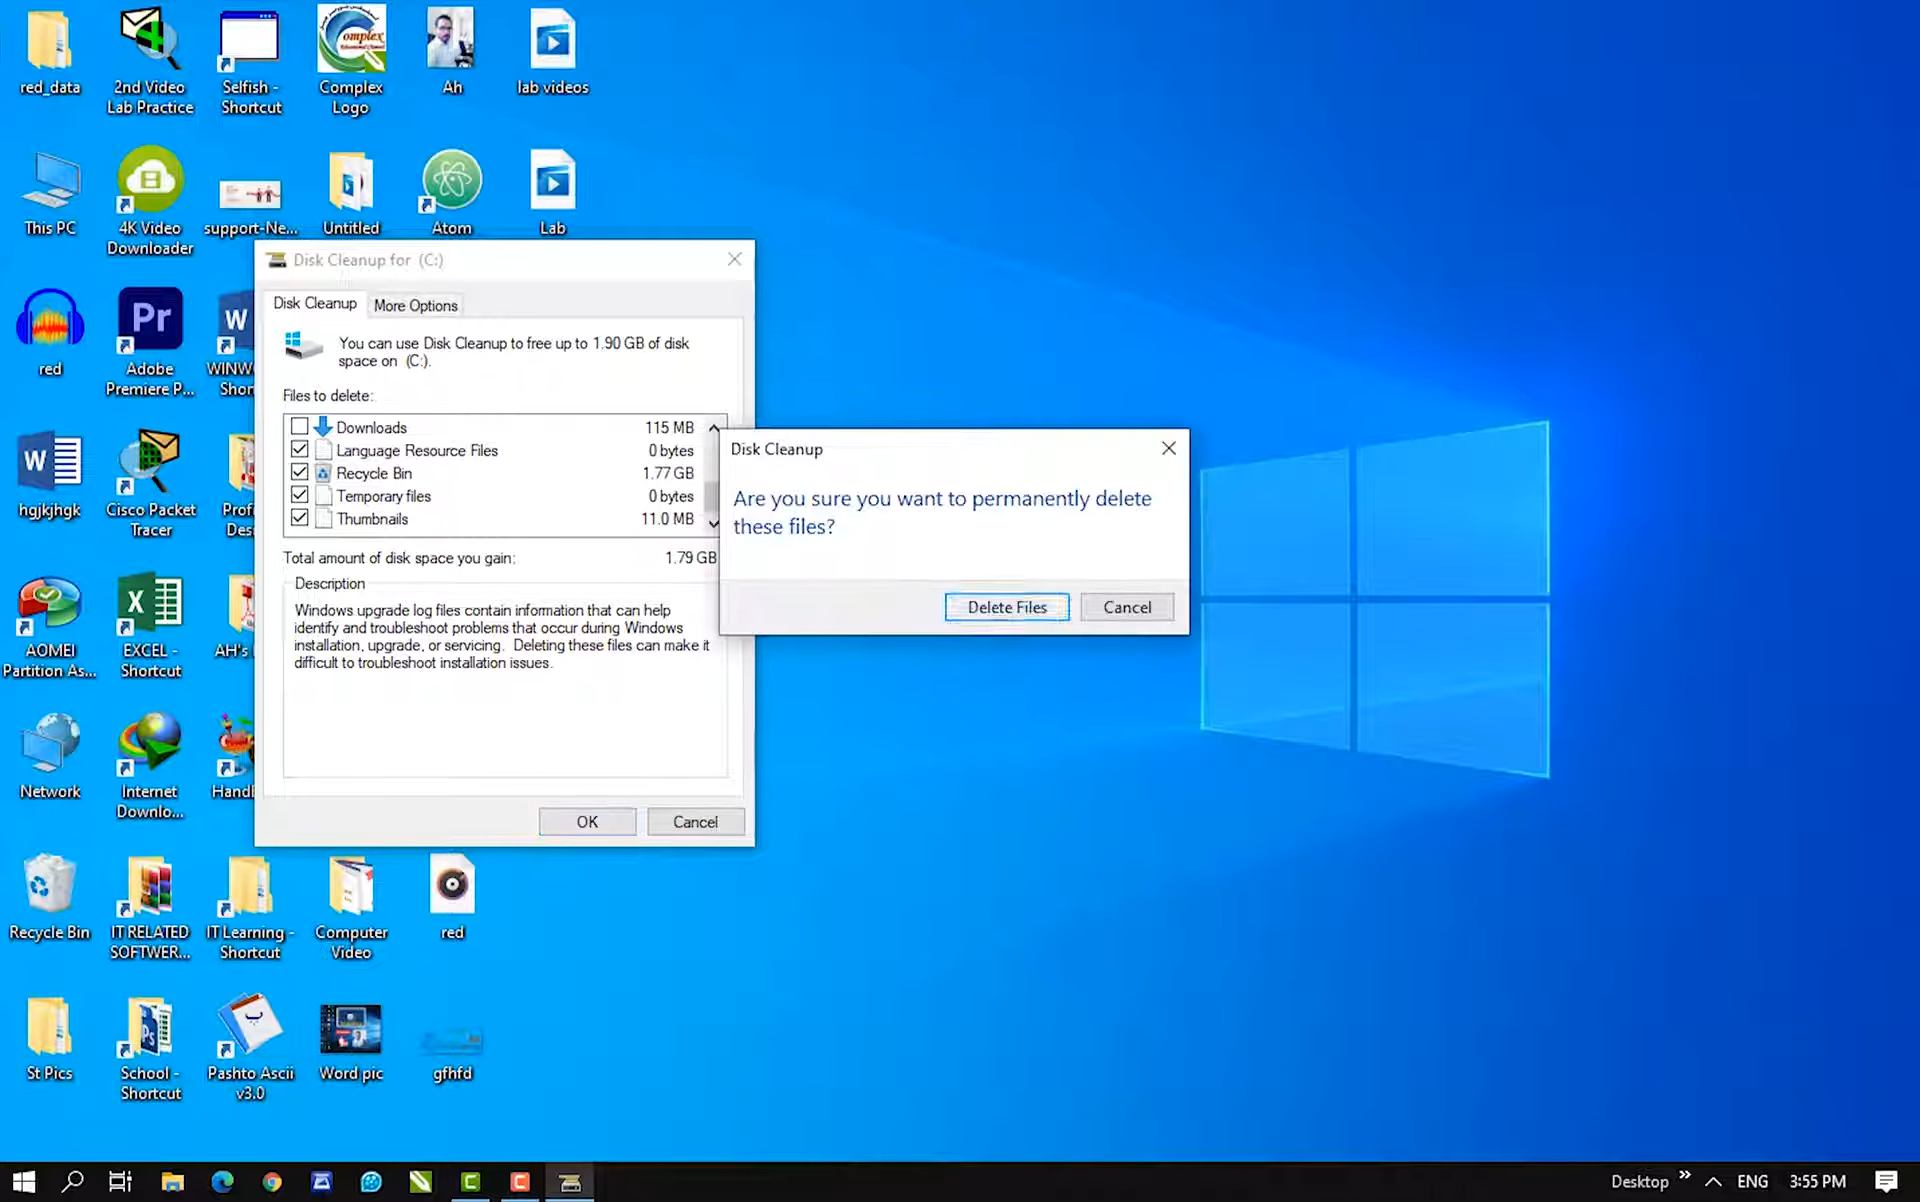 red_data
2nd Video
Lab Practice
Selfish -
Shortcut
Complex
Logo
Ah
lab videos
This PC
4K Video
Downloader
support-Ne...
Untitled
Atom
Lab
red
Adobe
Premiere P...
Shor
hgjkjhgk
Cisco Packet
Tracer
AOMEI
Partition As...
EXCEL -
Shortcut
AH's
Network
Internet
Downlo...
Recycle Bin
IT RELATED
SOFTWER...
IT Learning -
Shortcut
Computer
Video
red
St Pics
School -
Shortcut
Pashto Ascii
v3.0
Word pic
gfhfd
Disk Cleanup for (C:)
Disk Cleanup
More Options
You can use Disk Cleanup to free up to 1.90 GB of disk
space on (C:).
Files to delete:
Downloads 115 MB
Language Resource Files 0 bytes
Recycle Bin 1.77 GB
Temporary files 0 bytes
Thumbnails 11.0 MB
Total amount of disk space you gain: 1.79 GB
Description
Windows upgrade log files contain information that can help
identify and troubleshoot problems that occur during Windows
installation, upgrade, or servicing. Deleting these files can make it
difficult to troubleshoot installation issues.
OK
Cancel
Disk Cleanup
Are you sure you want to permanently delete
these files?
Delete Files
Cancel
Desktop
ENG
3:55 PM